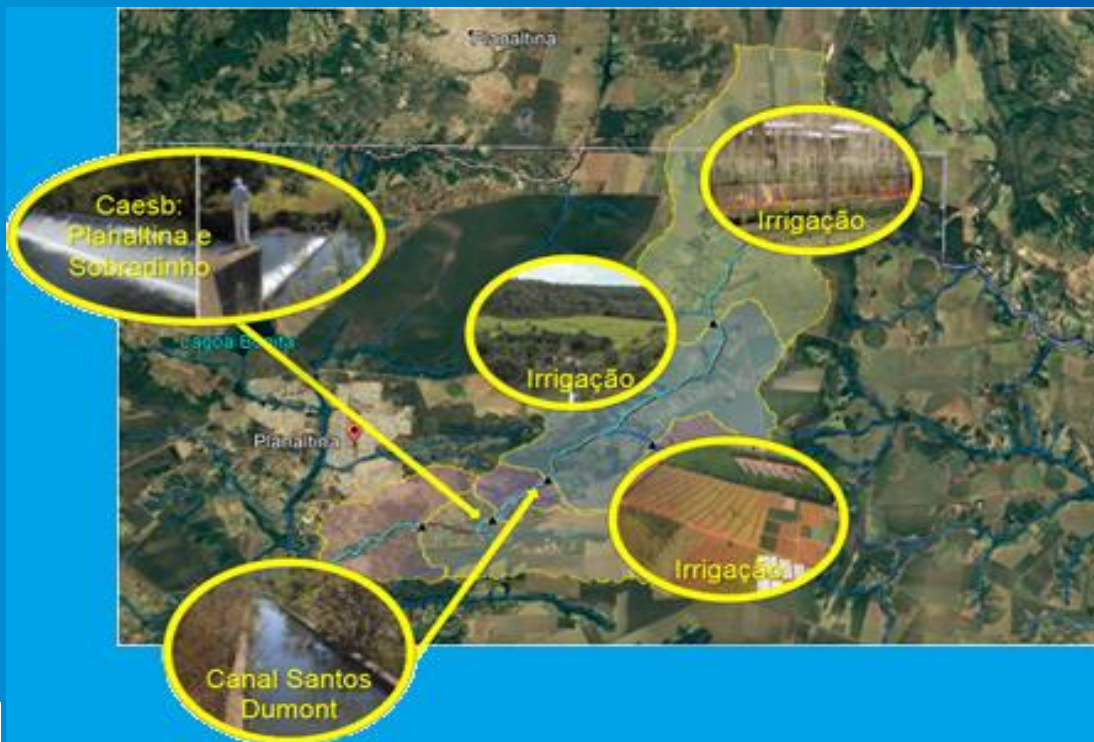 Planaltina
Irrigação
Caesb:
Planaltina e
Sobradinho
Lagoa Bonita
Irrigação
Planaltina
Irrigação
Canal Santos
Dumont